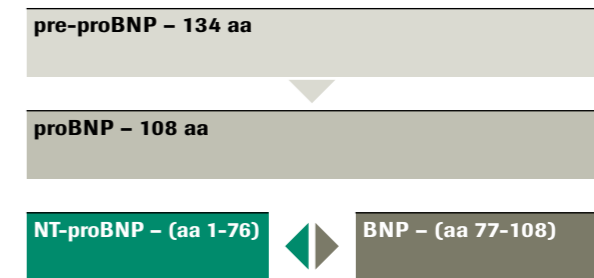 pre-proBNP – 134 aa
proBNP – 108 aa
NT-proBNP – (aa 1-76)
BNP – (aa 77-108)